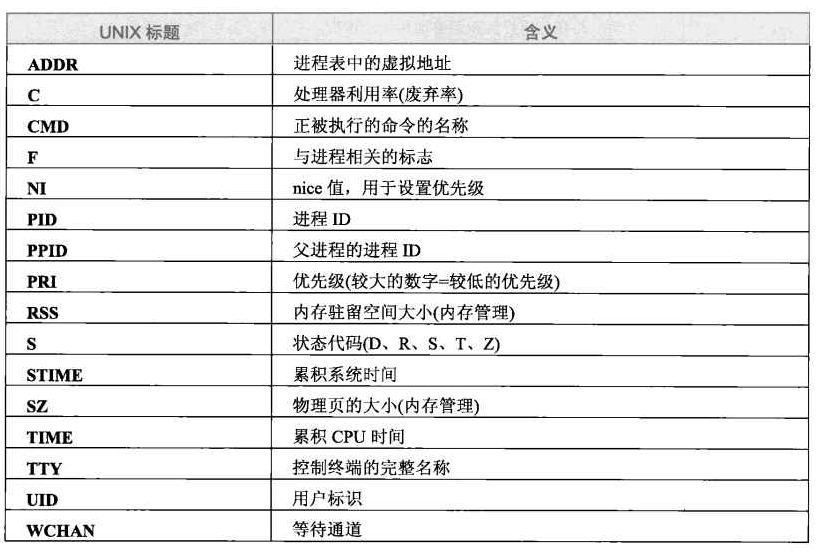 UNIX 标题 含义
ADDR 进程表中的虚拟地址
C 处理器利用率(废弃率)
CMD 正被执行的命令的名称
F 与进程相关的标志
NI nice 值，用于设置优先级
PID 进程 ID
PPID 父进程的进程 ID
PRI 优先级(较大的数字=较低的优先级)
RSS 内存驻留空间大小(内存管理)
S 状态代码(D、R、S、T、Z)
STIME 累积系统时间
SZ 物理页的大小(内存管理)
TIME 累积 CPU 时间
TTY 控制终端的完整名称
UID 用户标识
WCHAN 等待通道